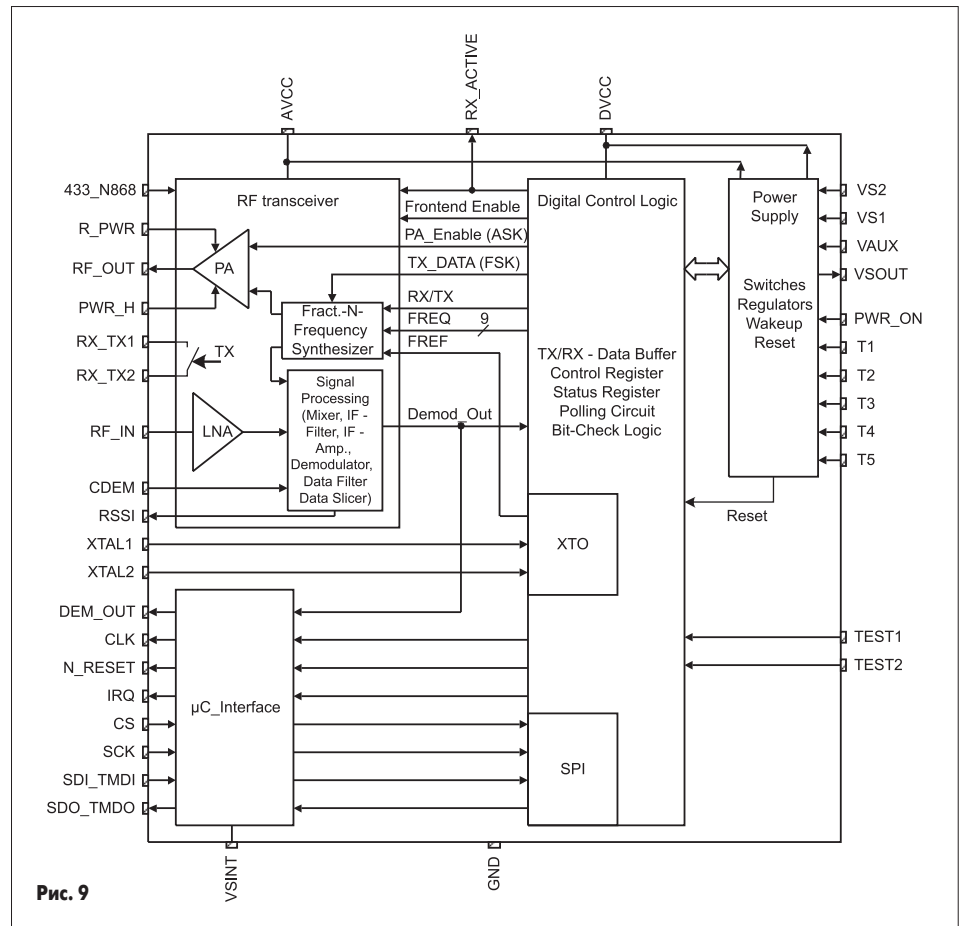 AVCC
RX_ACTIVE
DVCC
433_N868
R_PWR
RF_OUT
PWR_H
RX_TX1
RX_TX2
RF_IN
CDEM
RSSI
XTAL1
XTAL2
DEM_OUT
CLK
N_RESET
IRQ
CS
SCK
SDI_TMDI
SDO_TMDO
RF transceiver
PA
TX
LNA
Fract.-N-
Frequency
Synthesizer
Signal
Processing
(Mixer, IF -
Filter, IF -
Amp.,
Demodulator,
Data Filter
Data Slicer)
Frontend Enable
PA_Enable (ASK)
TX_DATA (FSK)
RX/TX
FREQ
9
FREF
Demod_Out
Digital Control Logic
TX/RX - Data Buffer
Control Register
Status Register
Polling Circuit
Bit-Check Logic
XTO
SPI
µC_Interface
Power
Supply
Switches
Regulators
Wakeup
Reset
Reset
VS2
VS1
VAUX
VSOUT
PWR_ON
T1
T2
T3
T4
T5
TEST1
TEST2
VSINT
GND
Рис. 9